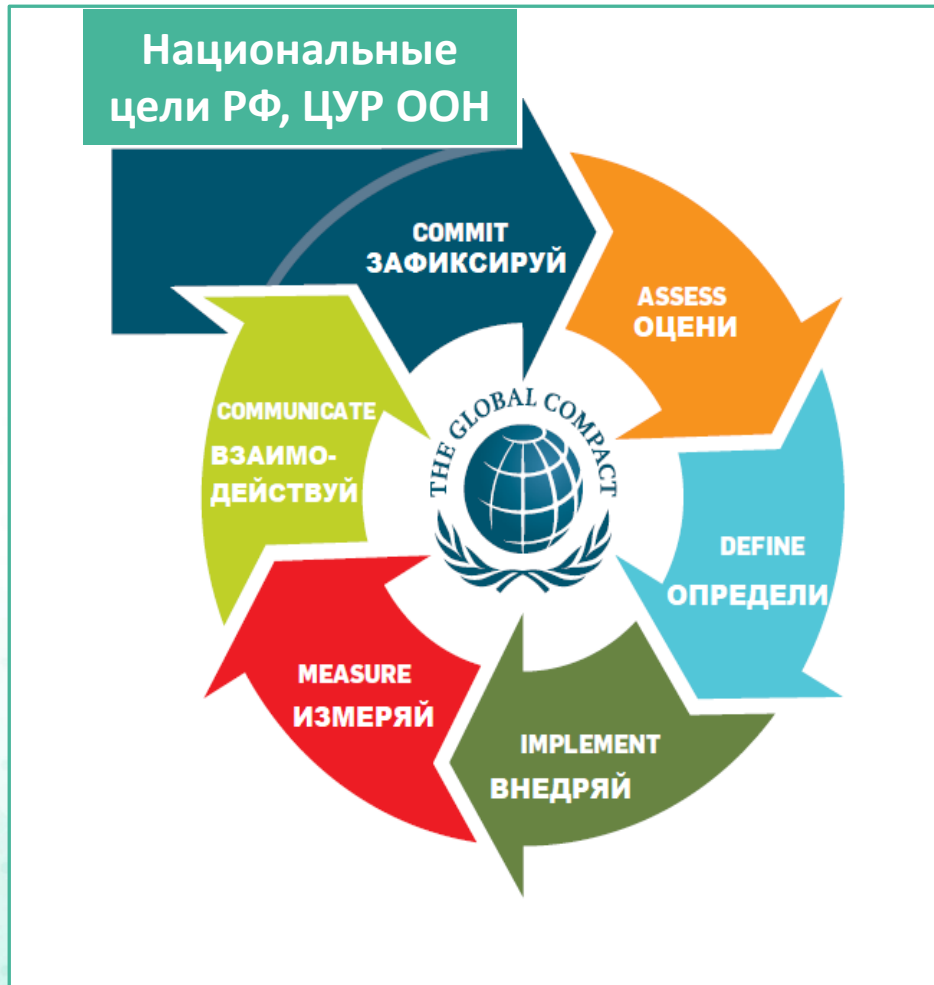 Национальные
цели РФ, ЦУР ООН
COMMIT
ЗАФИКСИРУЙ
ASSESS
ОЦЕНИ
DEFINE
ОПРЕДЕЛИ
IMPLEMENT
ВНЕДРЯЙ
MEASURE
ИЗМЕРЯЙ
COMMUNICATE
ВЗАИМО-
ДЕЙСТВУЙ
THE GLOBAL COMPACT